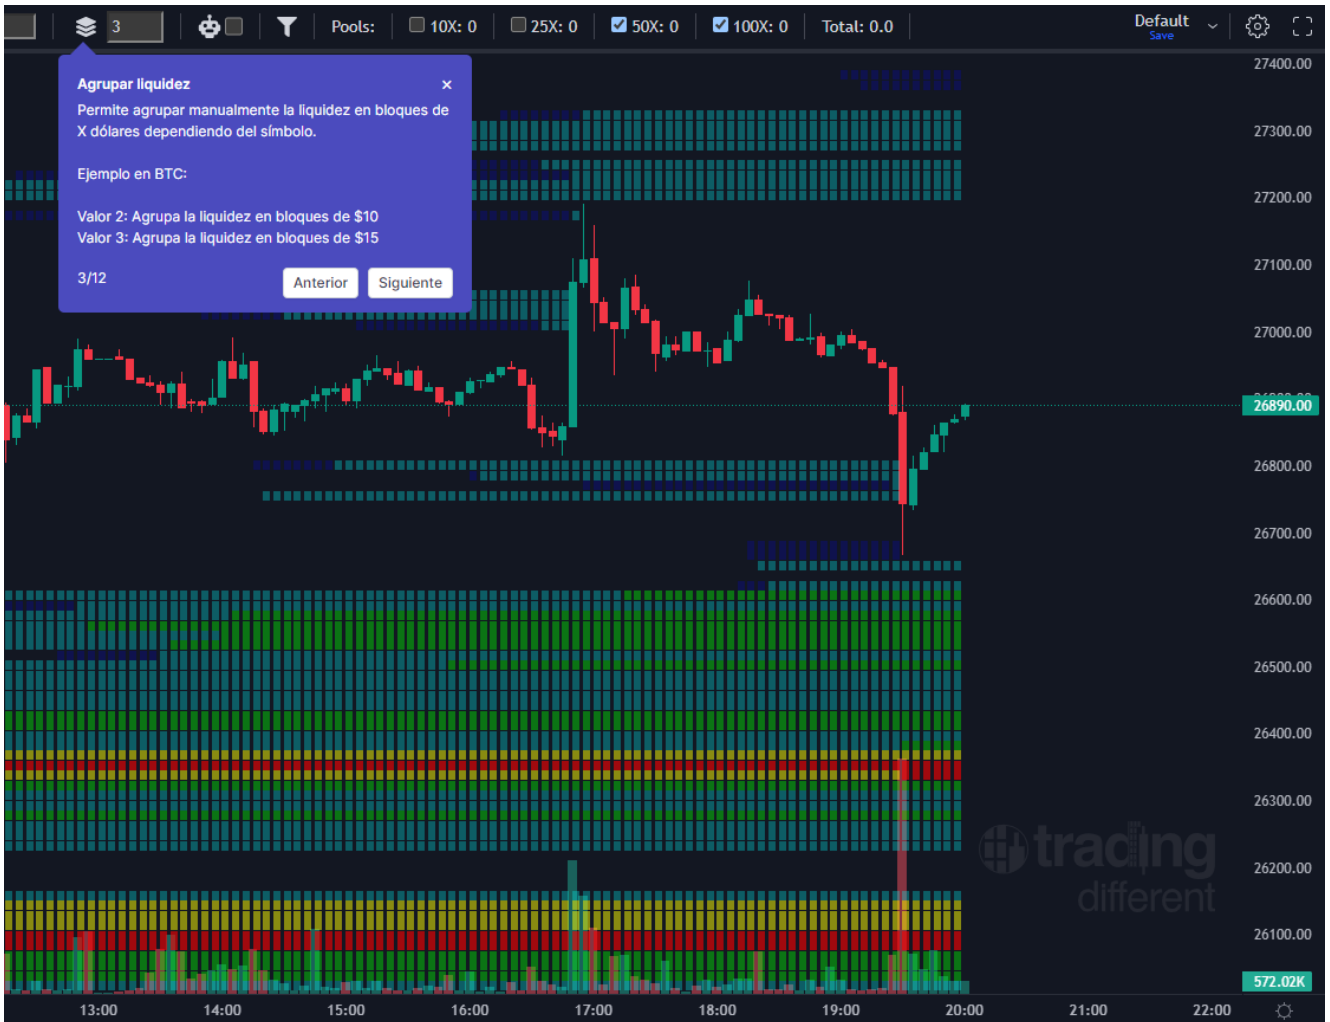 3 Pools: 10X: 0 25X: 0 50X: 0 100X: 0 Total: 0.0 Default
Save
Agrupar liquidez ×
Permite agrupar manualmente la liquidez en bloques de
X dólares dependiendo del símbolo.
Ejemplo en BTC:
Valor 2: Agrupa la liquidez en bloques de $10
Valor 3: Agrupa la liquidez en bloques de $15
3/12 Anterior Siguiente
27400.00
27300.00
27200.00
27100.00
27000.00
26890.00
26800.00
26700.00
26600.00
26500.00
26400.00
26300.00
26200.00
26100.00
trading
different
572.02K
13:00 14:00 15:00 16:00 17:00 18:00 19:00 20:00 21:00 22:00